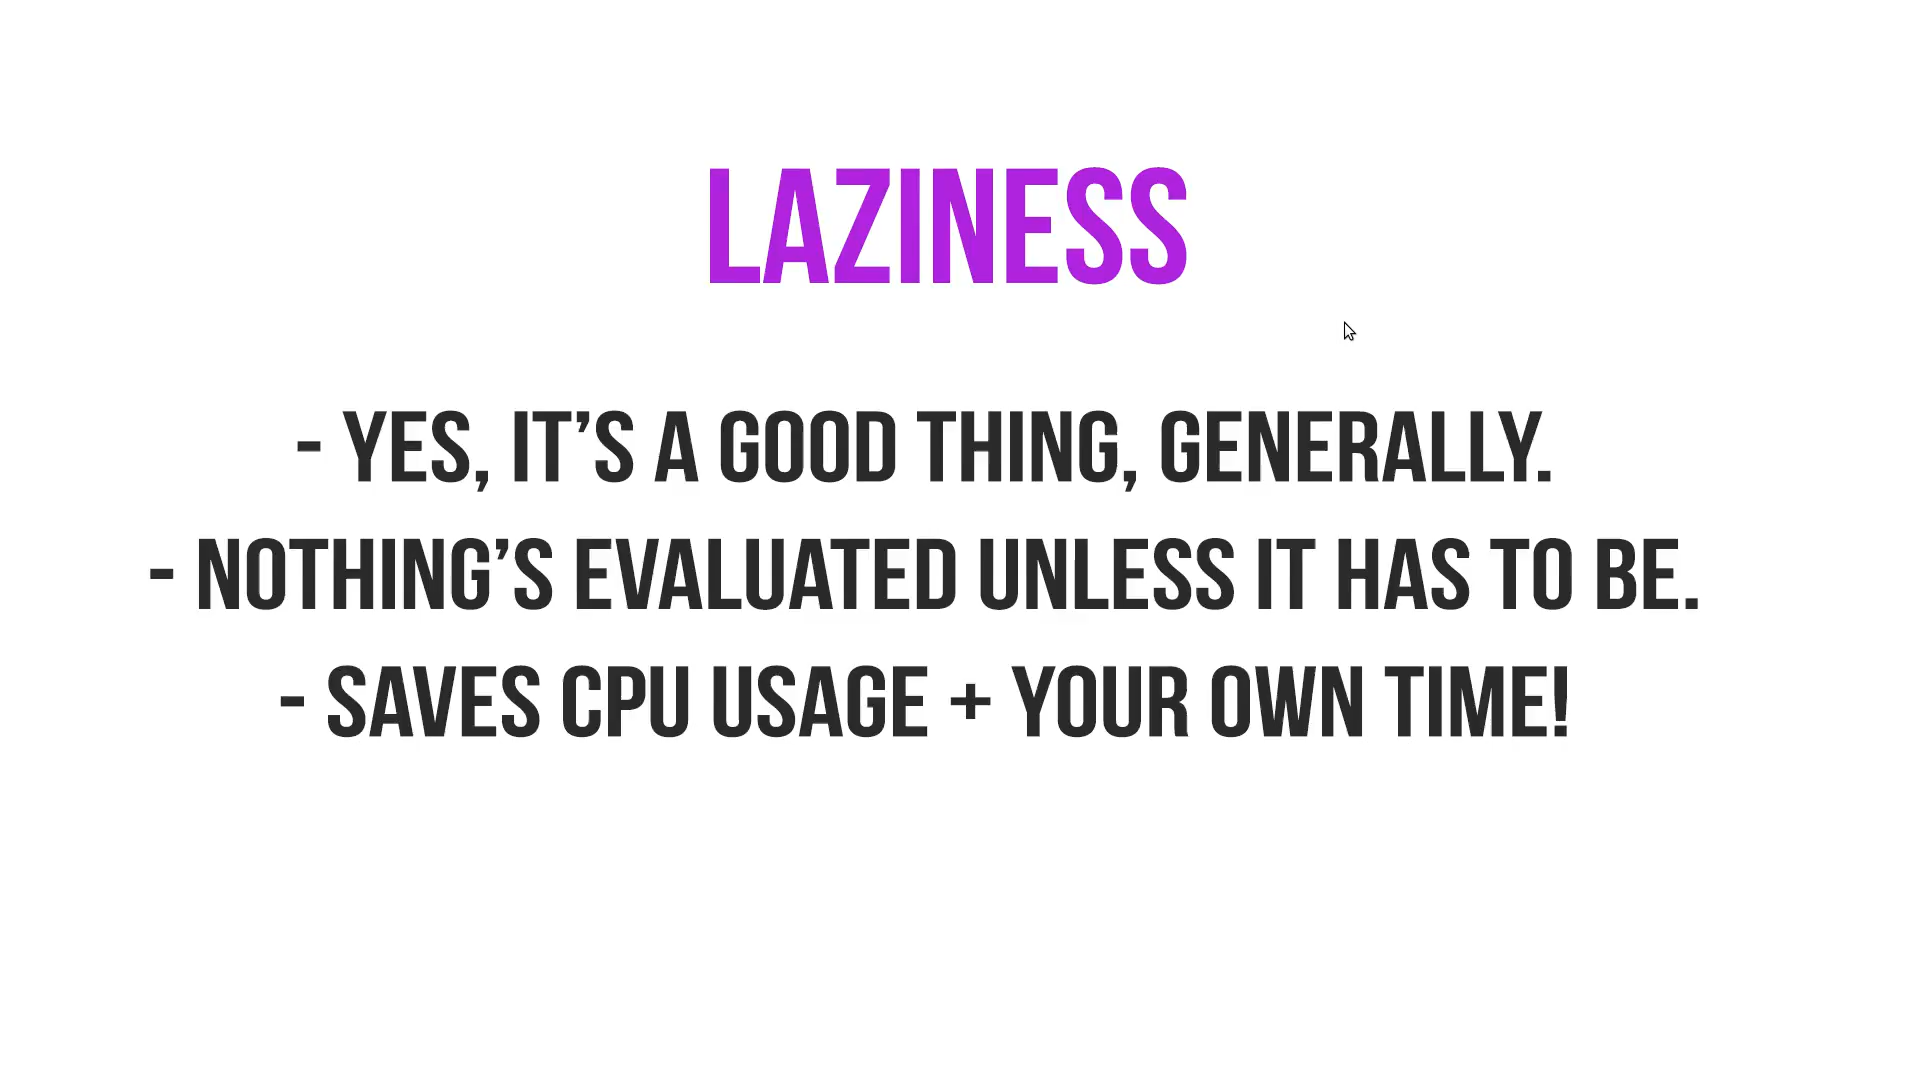 LAZINESS
- YES, IT’S A GOOD THING, GENERALLY.
- NOTHING’S EVALUATED UNLESS IT HAS TO BE.
- SAVES CPU USAGE + YOUR OWN TIME!